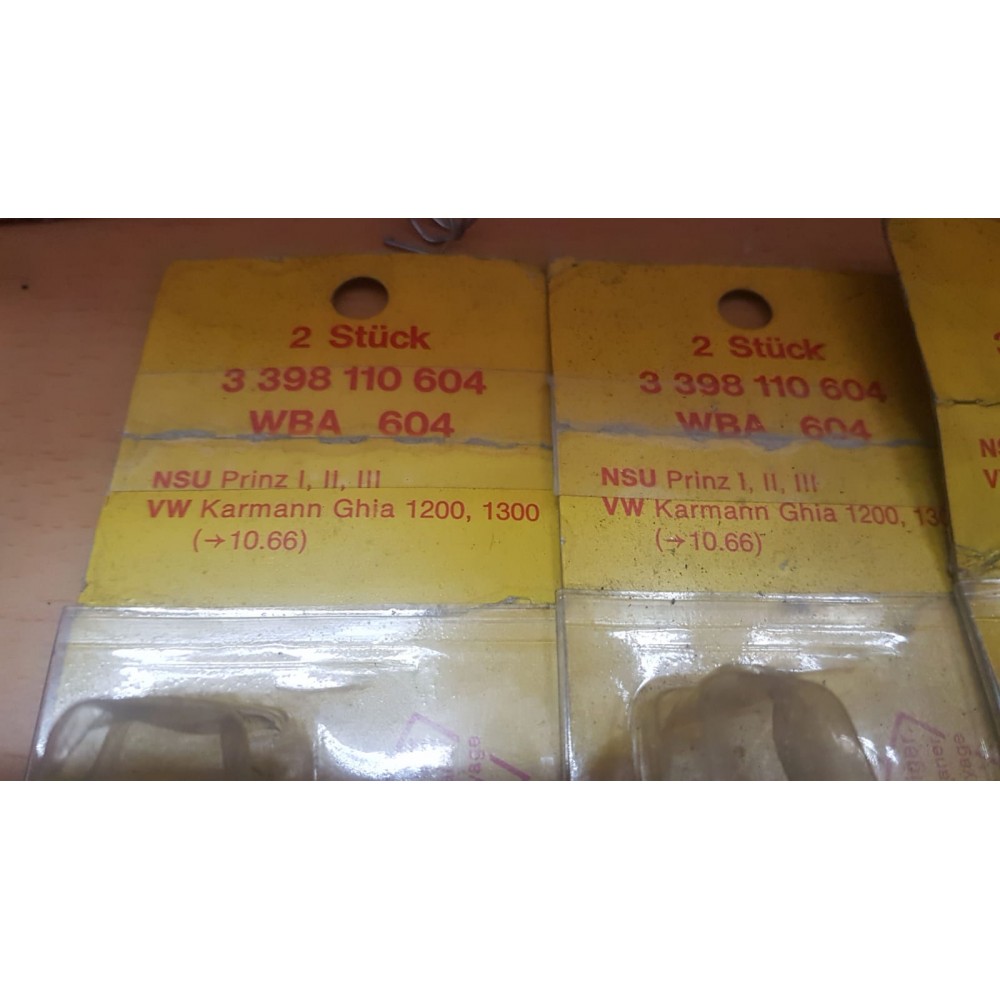 2 Stück
3 398 110 604
WBA 604
NSU Prinz I, II, III
VW Karmann Ghia 1200, 1300
(→10.66)
2 Stück
3 398 110 604
WBA 604
NSU Prinz I, II, III
VW Karmann Ghia 1200, 130
(→10.66)